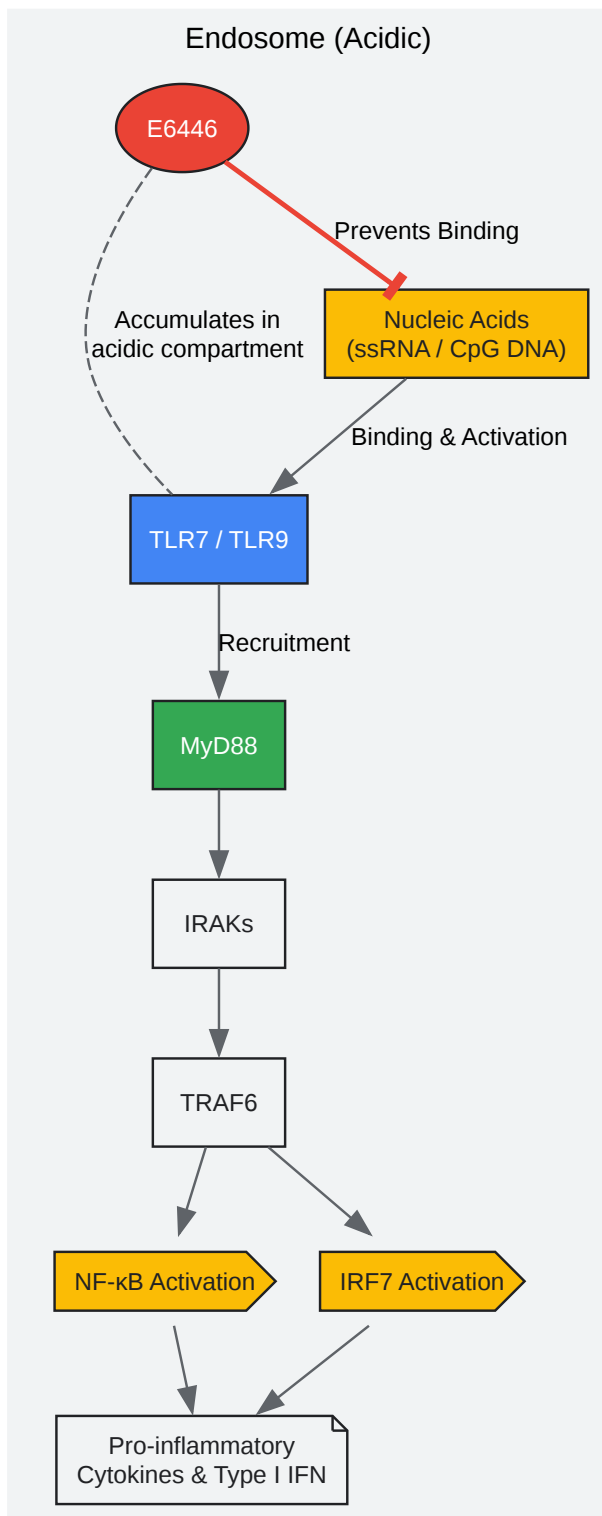 Endosome (Acidic)
E6446
Prevents Binding
Accumulates in
acidic compartment
Nucleic Acids
(ssRNA / CpG DNA)
Binding & Activation
TLR7 / TLR9
Recruitment
MyD88
IRAKs
TRAF6
NF-κB Activation
IRF7 Activation
Pro-inflammatory
Cytokines & Type I IFN